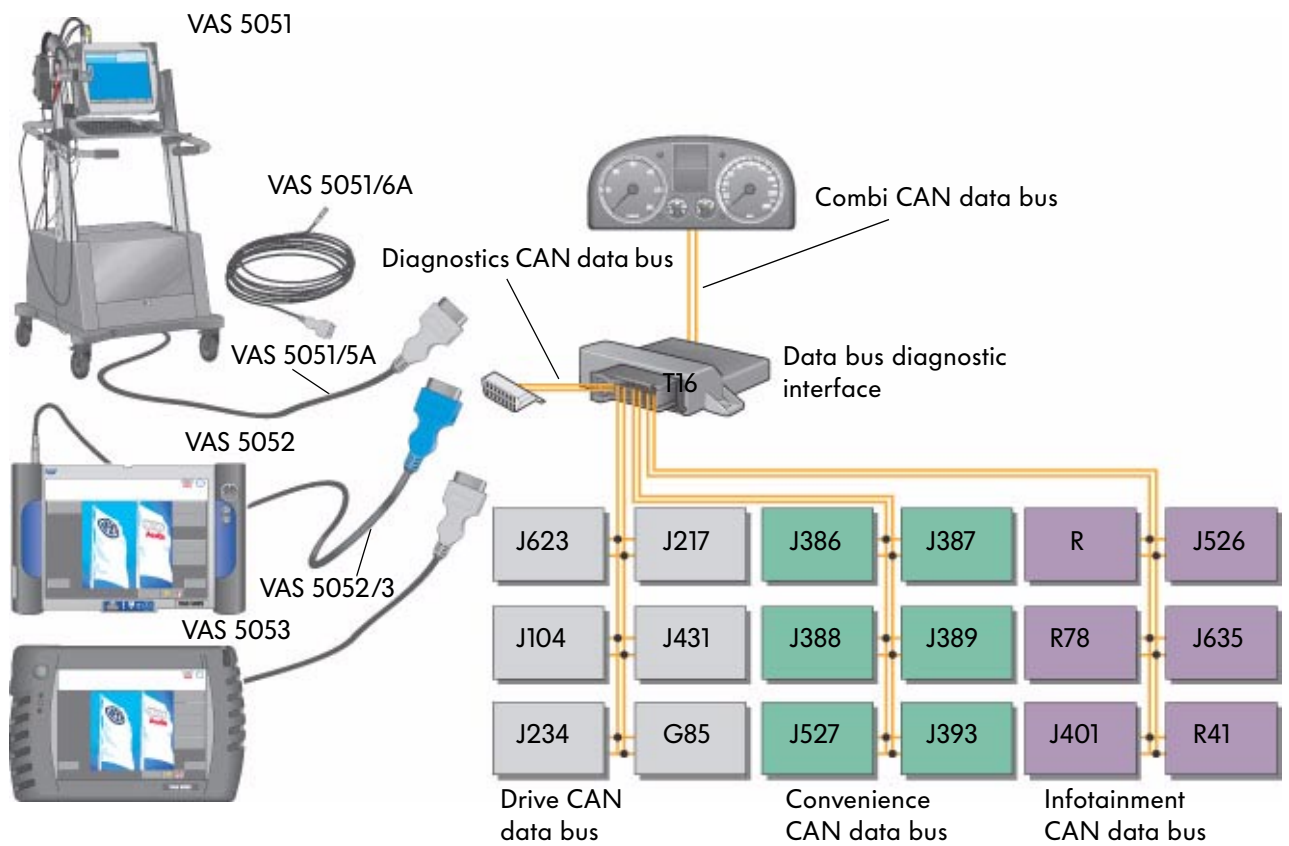 VAS 5051
VAS 5051/6A
Combi CAN data bus
Diagnostics CAN data bus
VAS 5051/5A
Data bus diagnostic
interface
T16
VAS 5052
VAS 5052/3
VAS 5053
J623
J217
J386
J387
R
J526
J104
J431
J388
J389
R78
J635
J234
G85
J527
J393
J401
R41
Drive CAN
data bus
Convenience
CAN data bus
Infotainment
CAN data bus